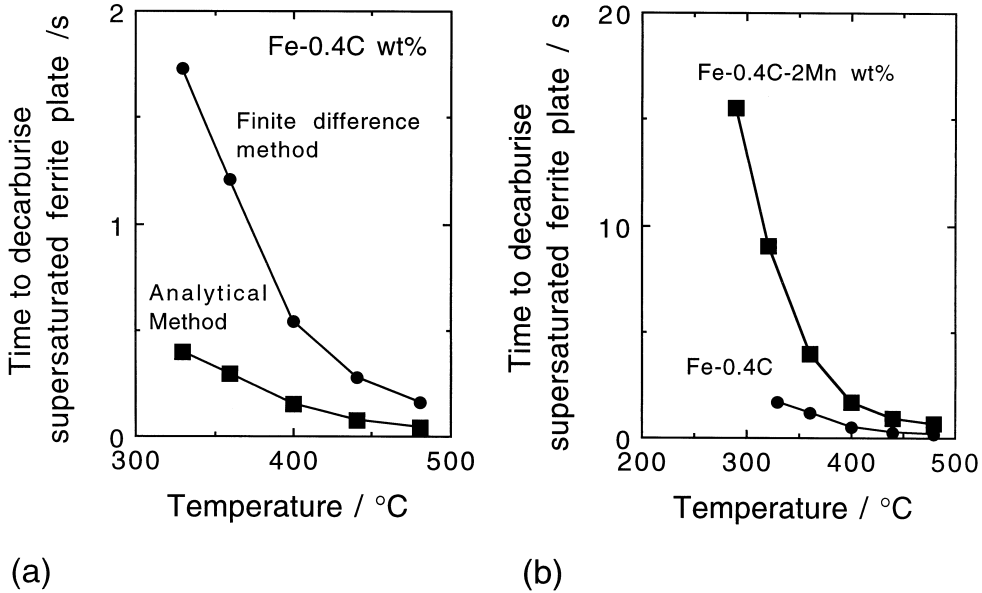 Time to decarburise
supersaturated ferrite plate /s
2
1
0
Fe-0.4C wt%
Finite difference
method
Analytical
Method
300
400
500
Temperature / °C
(a)
Time to decarburise
supersaturated ferrite plate / s
20
10
0
Fe-0.4C-2Mn wt%
Fe-0.4C
200
300
400
500
Temperature / °C
(b)